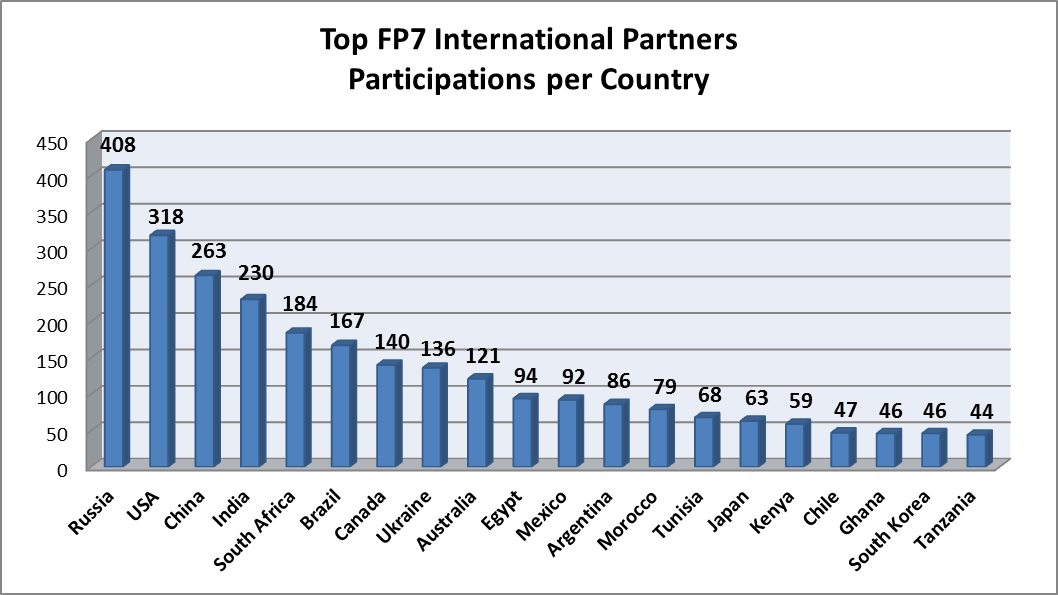 Top FP7 International Partners
Participations per Country
450
400
350
300
250
200
150
100
50
0
408
318
263
230
184
167
140
136
121
94
92
86
79
68
63
59
47
46
46
44
Russia
USA
China
India
South Africa
Brazil
Canada
Ukraine
Australia
Egypt
Mexico
Argentina
Morocco
Tunisia
Japan
Kenya
Chile
Ghana
South Korea
Tanzania